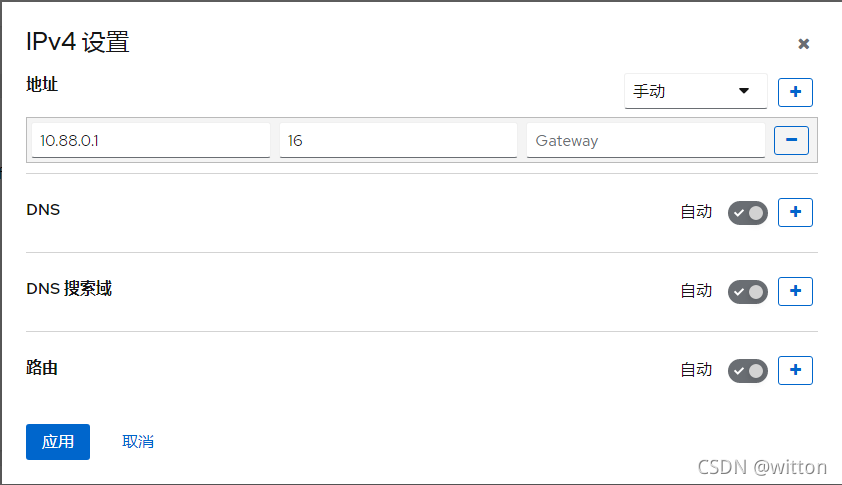 IPv4 设置
地址
手动
10.88.0.1 16 Gateway
DNS 自动
DNS 搜索域 自动
路由 自动
应用 取消
CSDN @witton